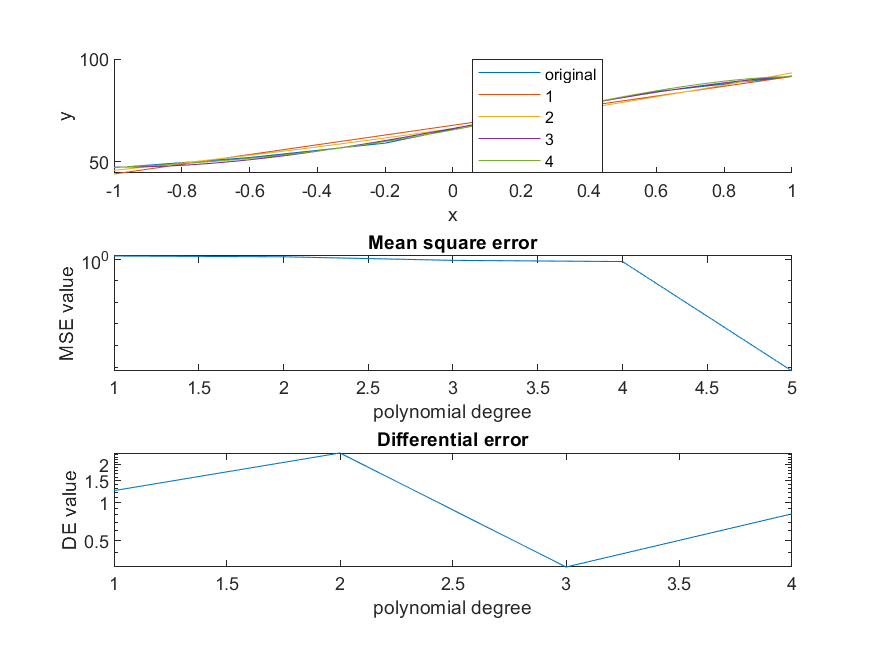 100
50
y
original
1
2
3
4
-1 -0.8 -0.6 -0.4 -0.2 0 0.2 0.4 0.6 0.8 1
x
Mean square error
10^0
MSE value
1 1.5 2 2.5 3 3.5 4 4.5 5
polynomial degree
Differential error
2
1.5
1
0.5
DE value
1 1.5 2 2.5 3 3.5 4
polynomial degree